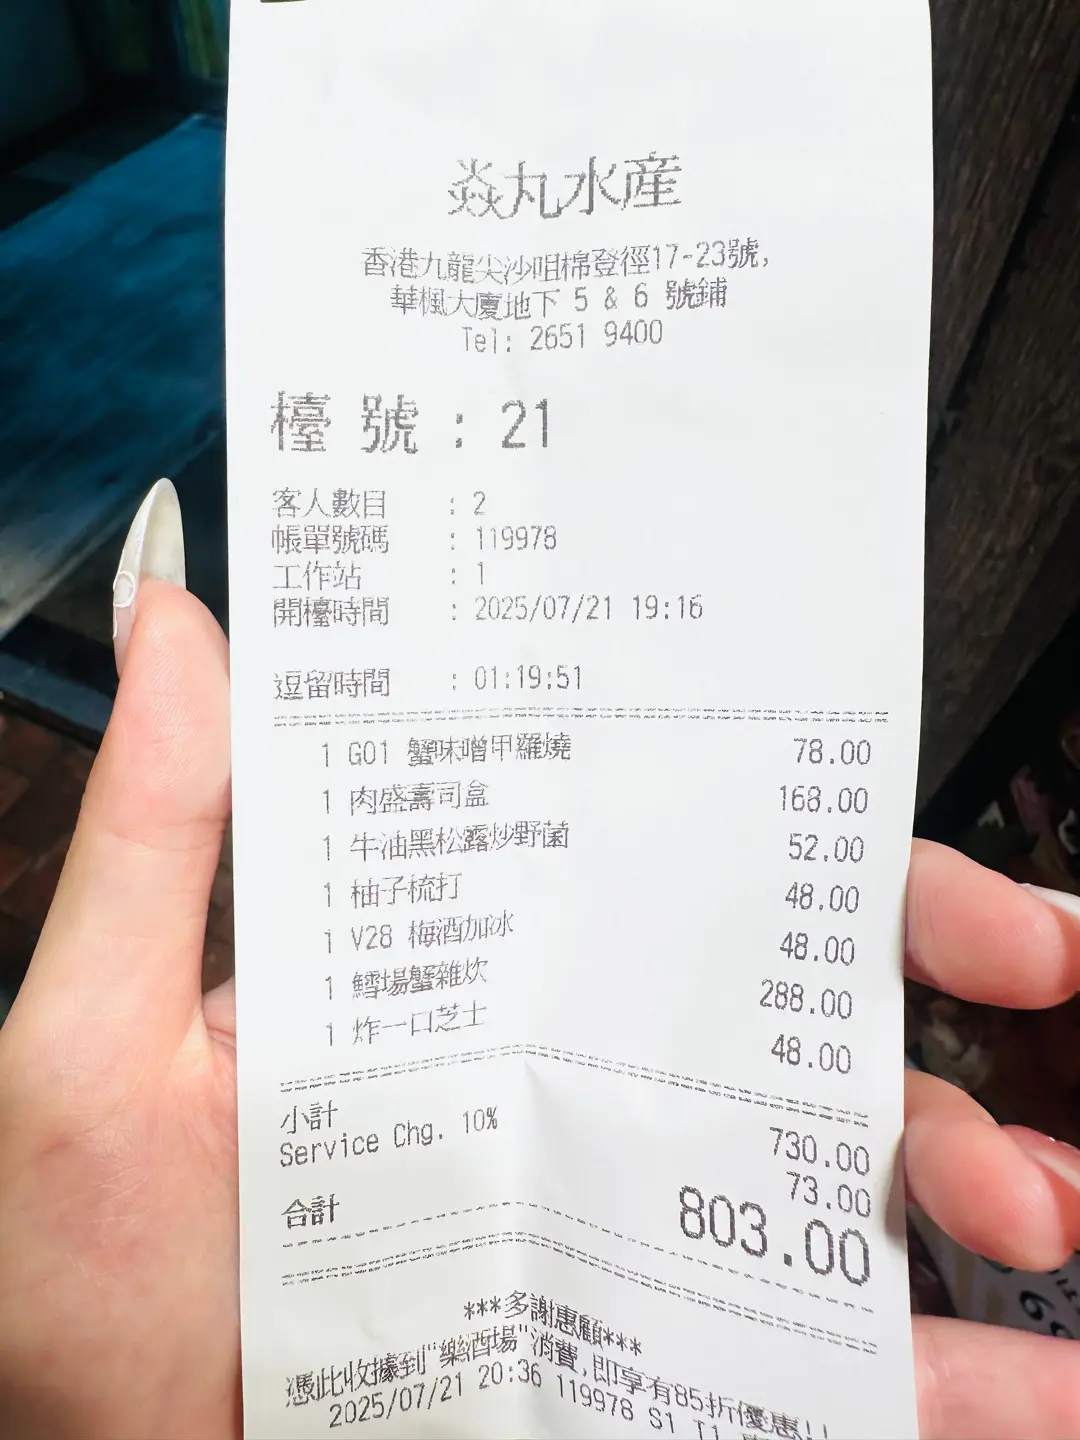 焱丸水産
香港九龍尖沙咀棉登徑17-23號,
華楓大廈地下 5 & 6 號鋪
Tel: 2651 9400
檯 號 : 21
客人數目 : 2
帳單號碼 : 119978
工作站 : 1
開檯時間 : 2025/07/21 19:16
逗留時間 : 01:19:51
1 G01 蟹味噌甲羅燒 78.00
1 肉盛壽司盒 168.00
1 牛油黑松露炒野菌 52.00
1 柚子梳打 48.00
1 V28 梅酒加冰 48.00
1 鱈場蟹雜炊 288.00
1 炸一口芝士 48.00
小計 730.00
Service Chg. 10% 73.00
合計 803.00
***多謝惠顧***
憑此收據到"樂酒場"消費,即享有85折優惠!!
2025/07/21 20:36 119978 S1 T1